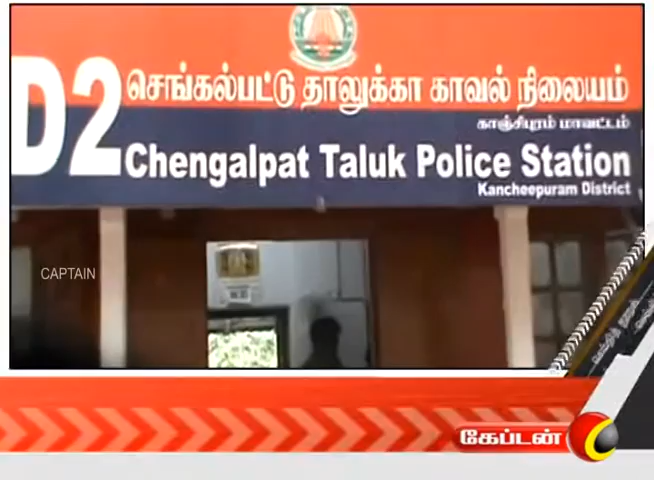 D2
செங்கல்பட்டு தாலுக்கா காவல் நிலையம்
காஞ்சிபுரம் மாவட்டம்
Chengalpat Taluk Police Station
Kancheepuram District
CAPTAIN
கேப்டன்